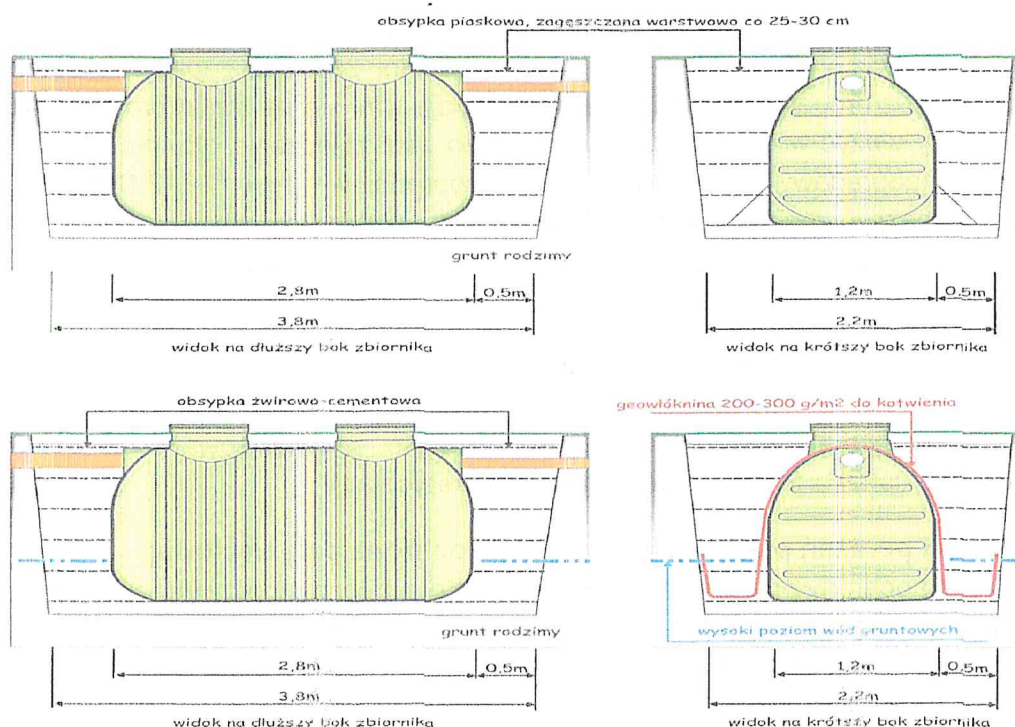 obsypka piaskowa, zagęszczana warstwowo co 25-30 cm
grunt rodzimy
2,8m
0,5m
3,8m
widok na dłuższy bok zbiornika
1,2m
0,5m
2,2m
widok na krótszy bok zbiornika
obsypka żwirowo-cementowa
geowłóknina 200-300 g/m2 do kotwienia
grunt rodzimy
wysoki poziom wód gruntowych
2,8m
0,5m
3,8m
widok na dłuższy bok zbiornika
1,2m
0,5m
2,2m
widok na krótszy bok zbiornika